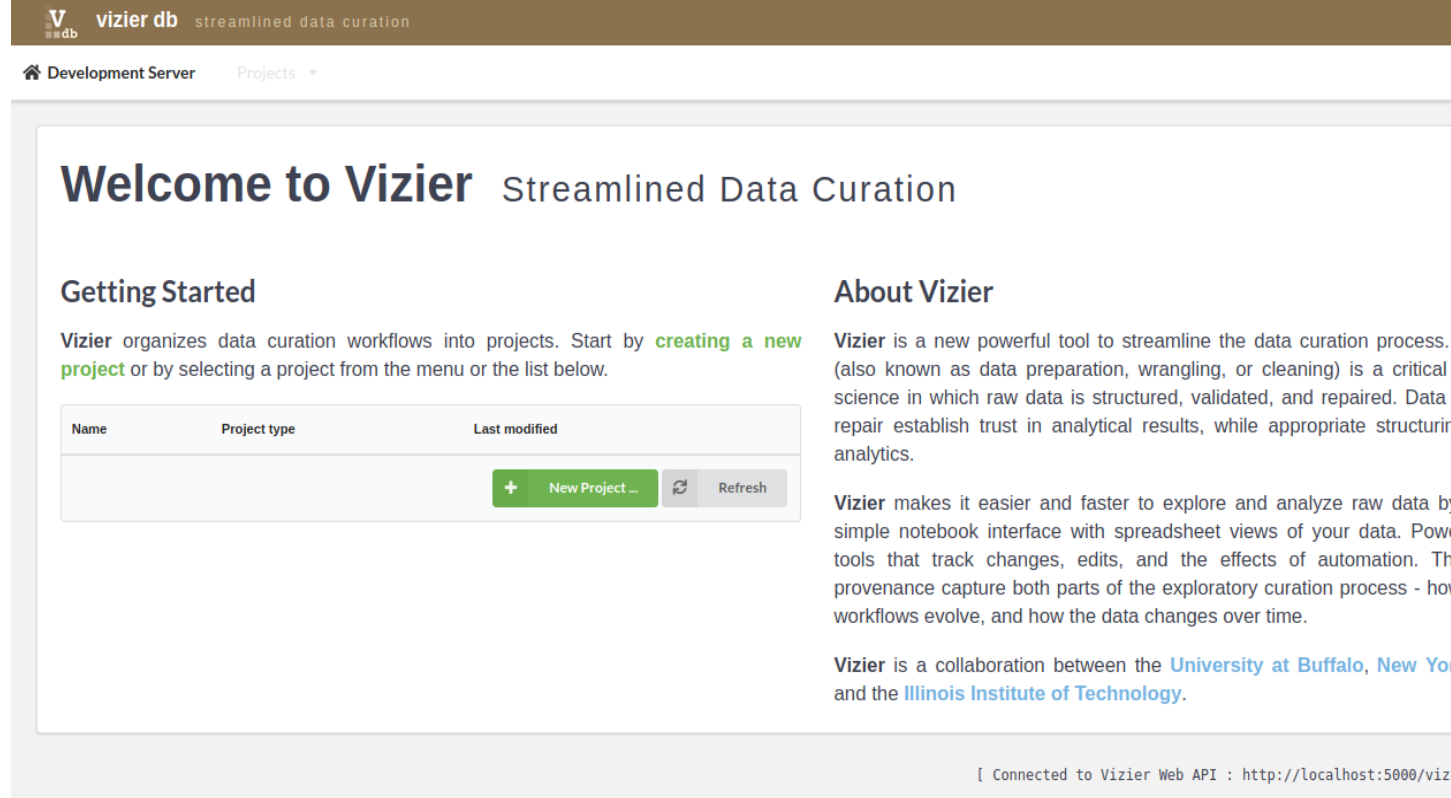 V db vizier db streamlined data curation
Development Server Projects
Welcome to Vizier Streamlined Data Curation
Getting Started
Vizier organizes data curation workflows into projects. Start by creating a new
project or by selecting a project from the menu or the list below.
Name Project type Last modified
New Project ... Refresh
About Vizier
Vizier is a new powerful tool to streamline the data curation process.
(also known as data preparation, wrangling, or cleaning) is a critical
science in which raw data is structured, validated, and repaired. Data
repair establish trust in analytical results, while appropriate
analytics.
Vizier makes it easier and faster to explore and analyze raw data
simple notebook interface with spreadsheet views of your data.
tools that track changes, edits, and the effects of automation.
provenance capture both parts of the exploratory curation process -
workflows evolve, and how the data changes over time.
Vizier is a collaboration between the University at Buffalo, New
and the Illinois Institute of Technology.
[ Connected to Vizier Web API : http://localhost:5000/viz